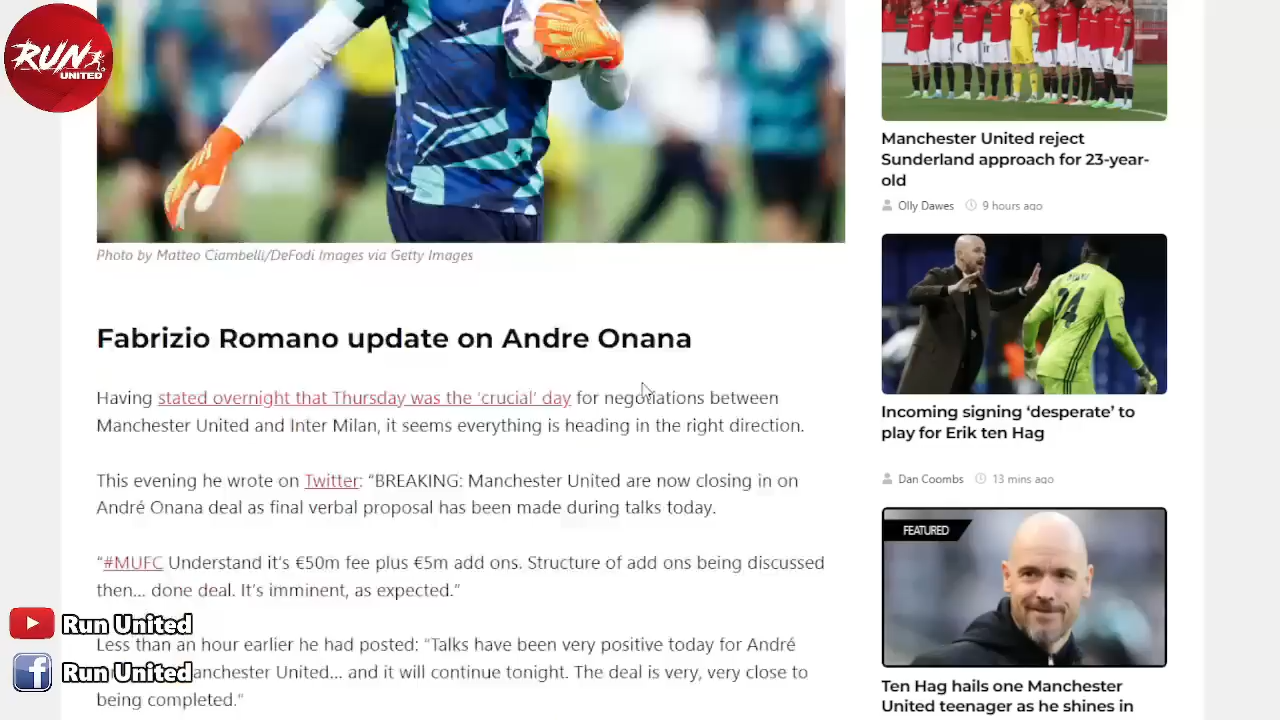 RUN
UNITED
Photo by Matteo Ciambelli/DeFodi Images via Getty Images
Fabrizio Romano update on Andre Onana
Having stated overnight that Thursday was the 'crucial' day for negotiations between
Manchester United and Inter Milan, it seems everything is heading in the right direction.
This evening he wrote on Twitter: “BREAKING: Manchester United are now closing in on
André Onana deal as final verbal proposal has been made during talks today.
“#MUFC Understand it’s €50m fee plus €5m add ons. Structure of add ons being discussed
then... done deal. It’s imminent, as expected.”
Less than an hour earlier he had posted: “Talks have been very positive today for André
anchester United... and it will continue tonight. The deal is very, very close to
being completed.“
Run United
Run United
Manchester United reject
Sunderland approach for 23-year-
old
Olly Dawes 9 hours ago
24
Incoming signing ‘desperate’ to
play for Erik ten Hag
Dan Coombs 13 mins ago
FEATURED
Ten Hag hails one Manchester
United teenager as he shines in